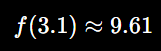 f(3.1) ≈ 9.61